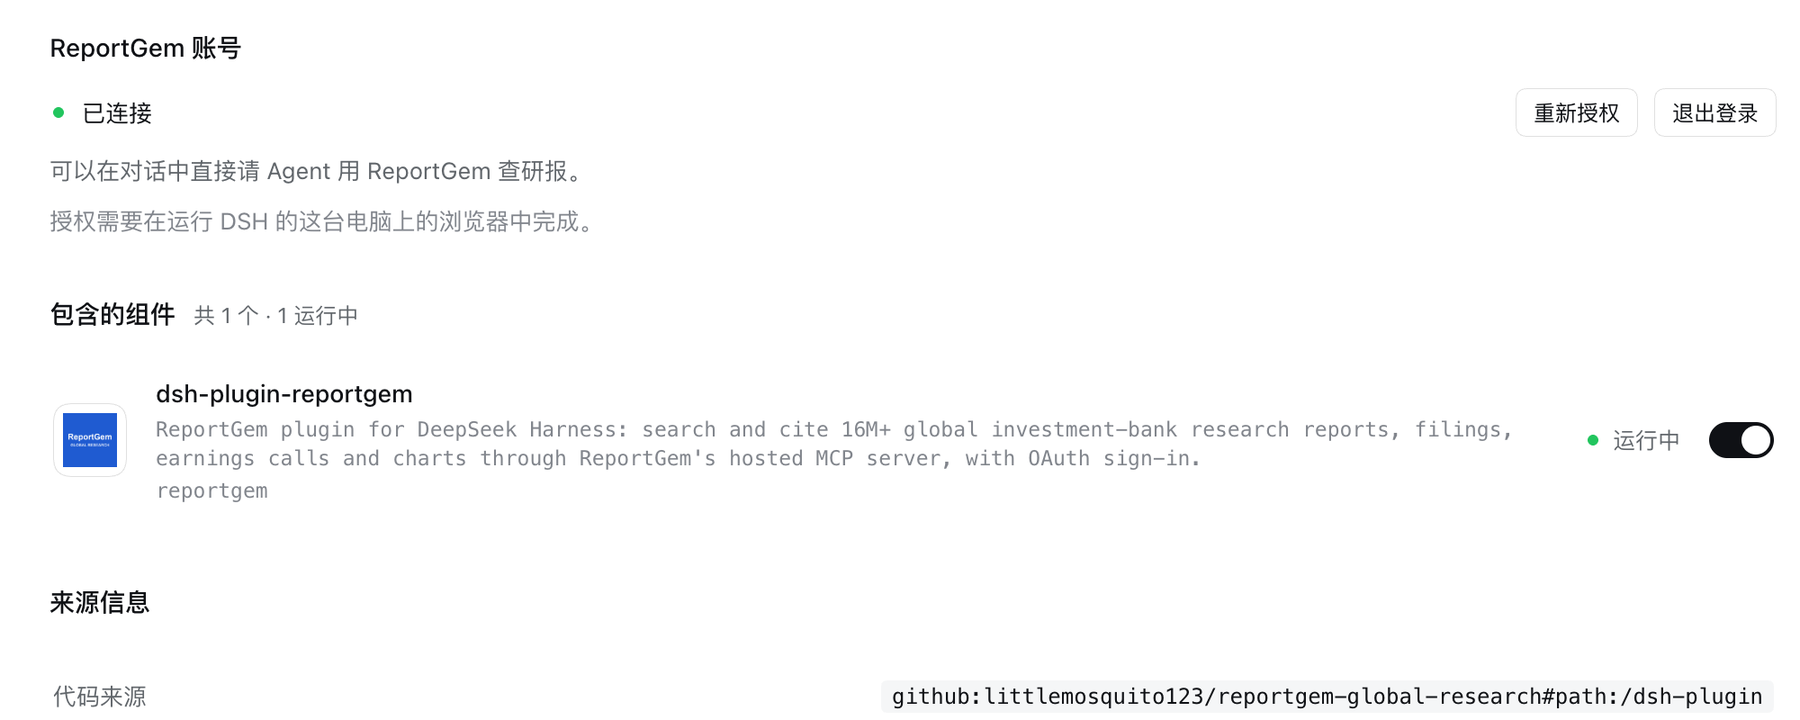 ReportGem 账号
已连接
重新授权
退出登录
可以在对话中直接请 Agent 用 ReportGem 查研报。
授权需要在运行 DSH 的这台电脑上的浏览器中完成。
包含的组件 共 1 个 · 1 运行中
dsh-plugin-reportgem
ReportGem
GLOBAL RESEARCH
ReportGem plugin for DeepSeek Harness: search and cite 16M+ global investment-bank research reports, filings,
earnings calls and charts through ReportGem's hosted MCP server, with OAuth sign-in.
reportgem
运行中
来源信息
代码来源
github:littlemosquito123/reportgem-global-research#path:/dsh-plugin